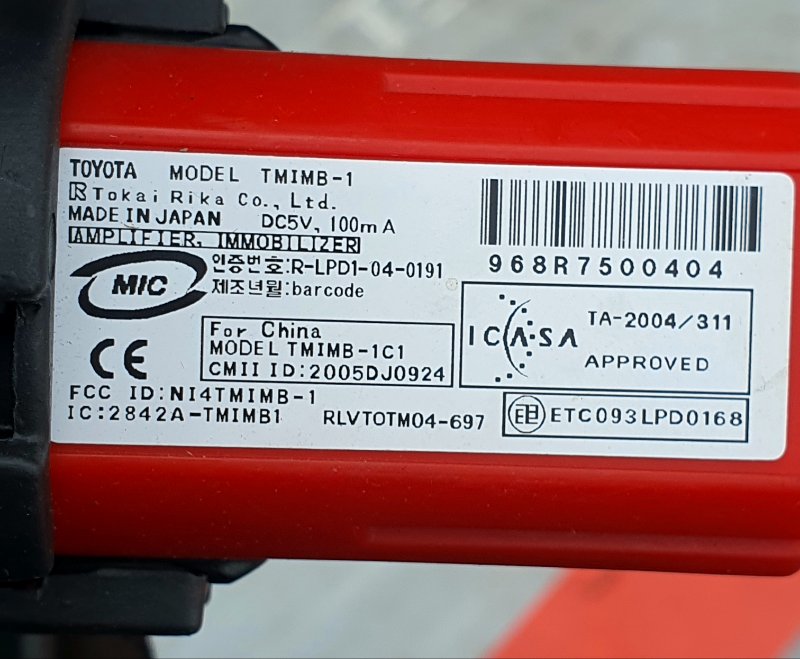 TOYOTA MODEL TMIMB-1
Tokai Rika Co., Ltd.
MADE IN JAPAN DC5V, 100mA
AMPLIFIER, IMMOBILIZER
968R7500404
MIC
인증번호:R-LPD1-04-0191
제조년월:barcode
ICASA
TA-2004/311
APPROVED
CE
For China
MODEL TMIMB-1C1
CMII ID:2005DJ0924
FCC ID:NI4TMIMB-1
IC:2842A-TMIMB1
RLVTOTM04-697
ETC093LPD0168